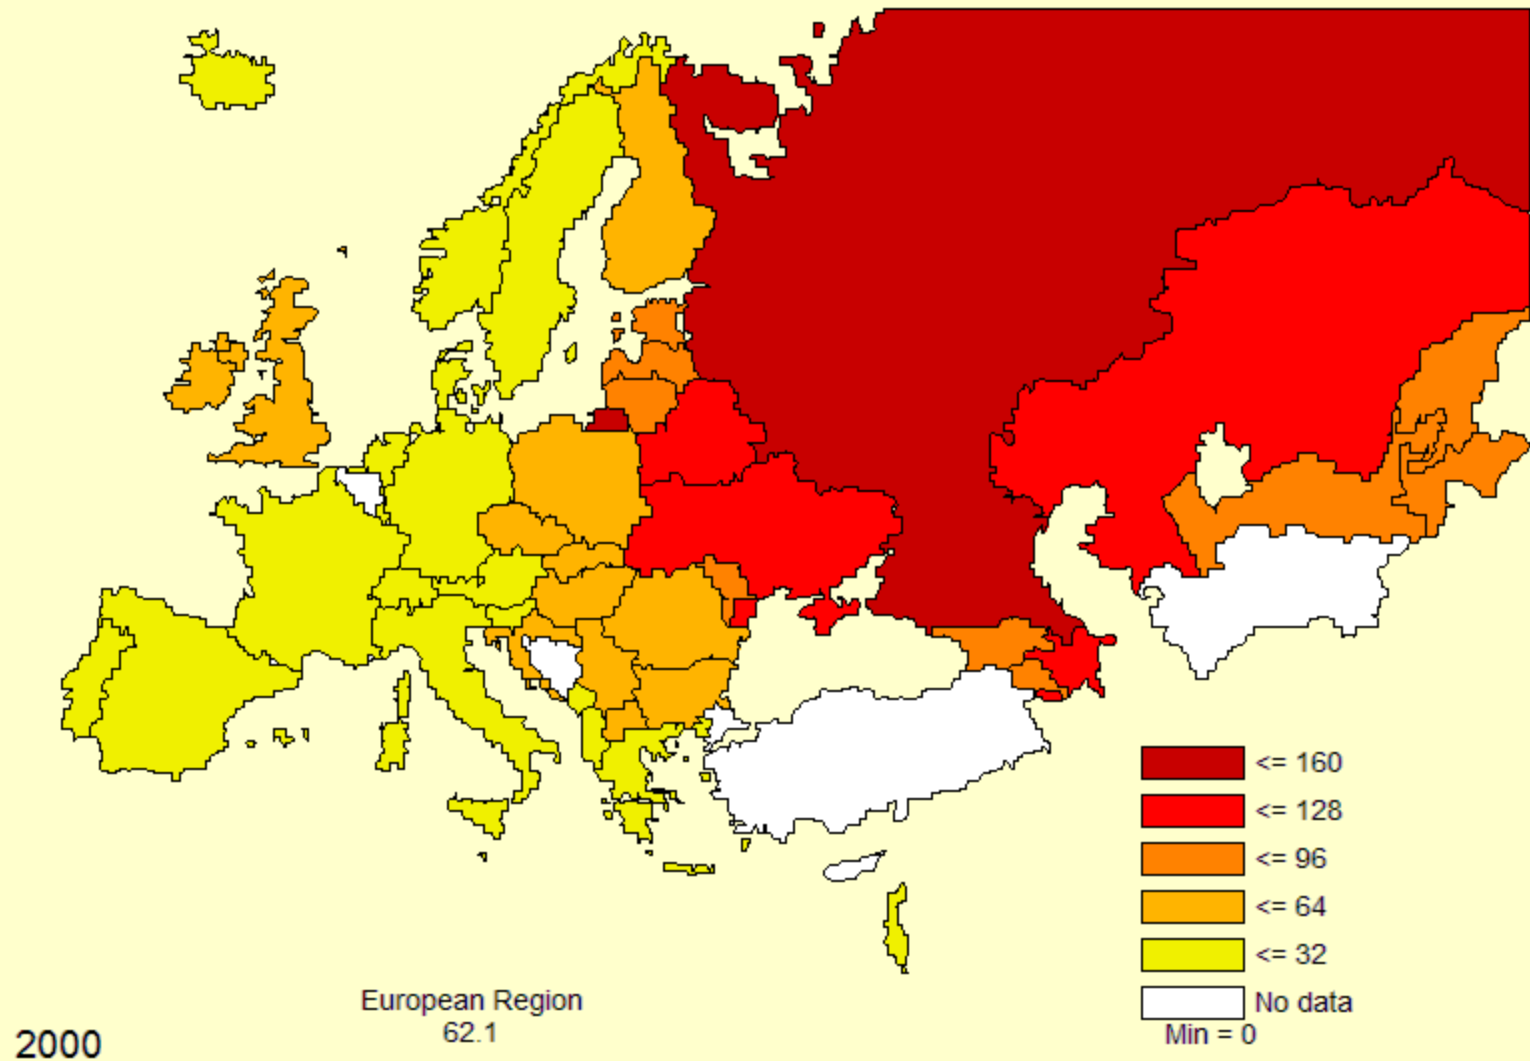 <= 160
<= 128
<= 96
<= 64
<= 32
No data
Min = 0
European Region
62.1
2000